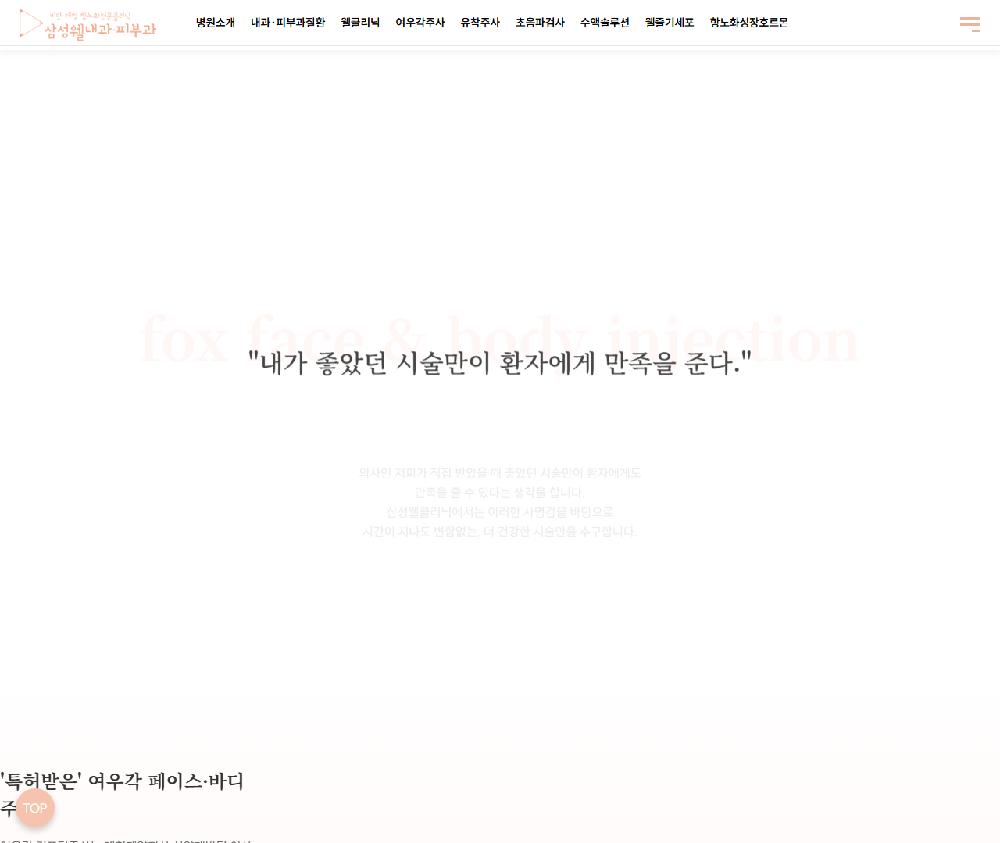 비만 체형 항노화전문클리닉
삼성웰내과·피부과
병원소개 내과·피부과질환 웰클리닉 여우각주사 유착주사 초음파검사 수액솔루션 웰줄기세포 항노화성장호르몬
fox face & body injection
"내가 좋았던 시술만이 환자에게 만족을 준다."
의사인 저희가 직접 받았을 때 좋았던 시술만이 환자에게도
만족을 줄 수 있다는 생각을 합니다.
삼성웰클리닉에서는 이러한 사명감을 바탕으로
시간이 지나도 변함없는, 더 건강한 시술만을 추구합니다.
'특허받은' 여우각 페이스·바디
주
TOP